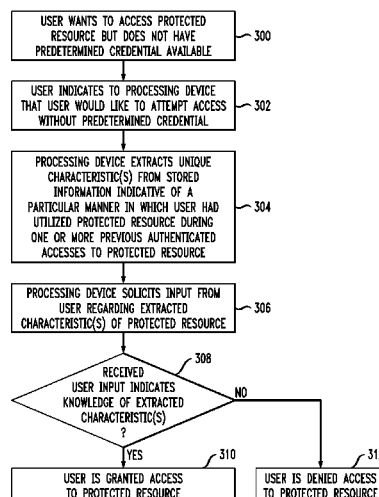 USER WANTS TO ACCESS PROTECTED
RESOURCE BUT DOES NOT HAVE
PREDETERMINED CREDENTIAL AVAILABLE
300
USER INDICATES TO PROCESSING DEVICE
THAT USER WOULD LIKE TO ATTEMPT ACCESS
WITHOUT PREDETERMINED CREDENTIAL
302
PROCESSING DEVICE EXTRACTS UNIQUE
CHARACTERISTIC(S) FROM STORED
INFORMATION INDICATIVE OF A
PARTICULAR MANNER IN WHICH USER HAD
UTILIZED PROTECTED RESOURCE DURING
ONE OR MORE PREVIOUS AUTHENTICATED
ACCESSES TO PROTECTED RESOURCE
304
PROCESSING DEVICE SOLICITS INPUT FROM
USER REGARDING EXTRACTED
CHARACTERISTIC(S) OF PROTECTED RESOURCE
306
308
RECEIVED
USER INPUT INDICATES
KNOWLEDGE OF EXTRACTED
CHARACTERISTIC(S)
?
NO
YES
310
USER IS GRANTED ACCESS
TO PROTECTED RESOURCE
USER IS DENIED ACCESS
TO PROTECTED RESOURCE